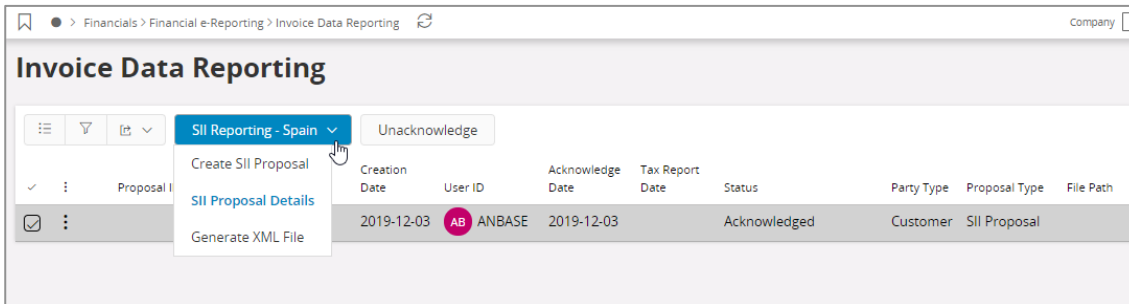 Financials > Financial e-Reporting > Invoice Data Reporting
Company
Invoice Data Reporting
SII Reporting - Spain
Unacknowledge
Create SII Proposal
SII Proposal Details
Generate XML File
Proposal
Creation Date
User ID
Acknowledge Date
Tax Report Date
Status
Party Type
Proposal Type
File Path
2019-12-03
AB
ANBASE
2019-12-03
Acknowledged
Customer
SII Proposal